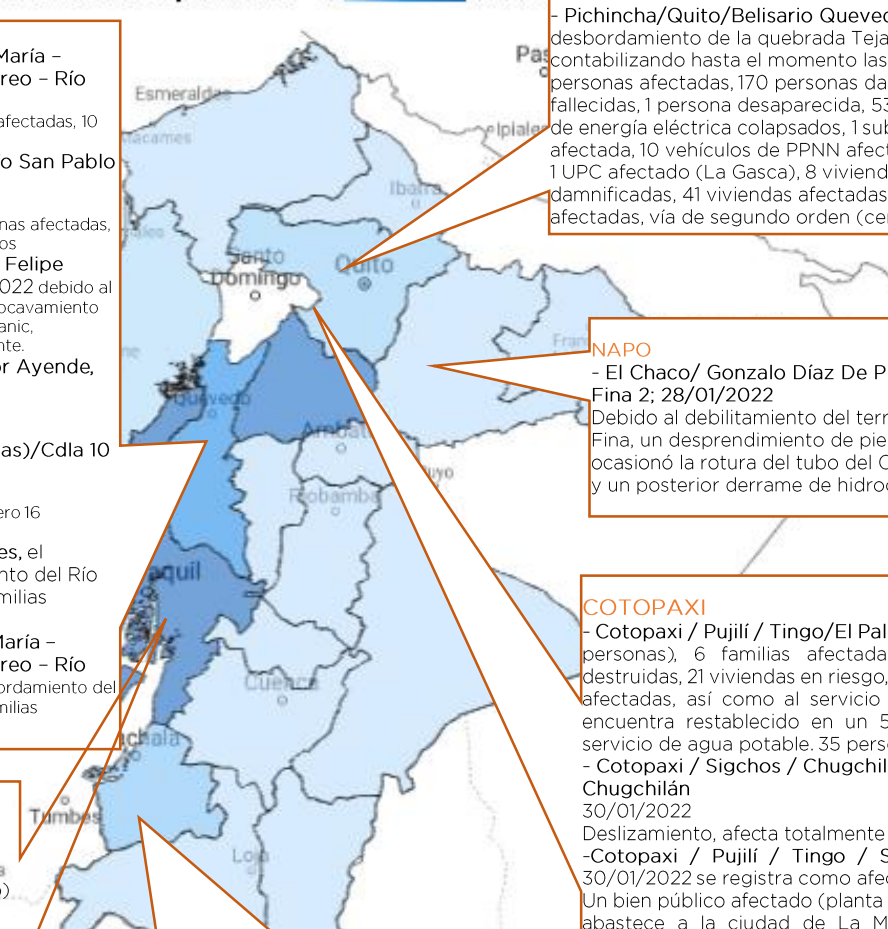 María –
rreo – Río
afectadas, 10
o San Pablo
nas afectadas,
os
Felipe
022 debido al
ocavamiento
anic,
nte.
or Ayende,
as)/Cdla 10
ero 16
es, el
nto del Río
milias
María –
rreo – Río
ordamiento del
milias
a
o)
- Pichincha/Quito/Belisario Queved
desbordamiento de la quebrada Teja
contabilizando hasta el momento las
personas afectadas, 170 personas da
fallecidas, 1 persona desaparecida, 53
de energía eléctrica colapsados, 1 sub
afectada, 10 vehículos de PPNN afect
1 UPC afectado (La Gasca), 8 viviend
damnificadas, 41 viviendas afectadas
afectadas, vía de segundo orden (cer
NAPO
- El Chaco/ Gonzalo Díaz De P
Fina 2; 28/01/2022
Debido al debilitamiento del terr
Fina, un desprendimiento de pie
ocasionó la rotura del tubo del O
y un posterior derrame de hidroc
COTOPAXI
- Cotopaxi / Pujilí / Tingo/El Pal
personas), 6 familias afectada
destruidas, 21 viviendas en riesgo,
afectadas, así como al servicio
encuentra restablecido en un 5
servicio de agua potable. 35 pers
- Cotopaxi / Sigchos / Chugchil
Chugchilán
30/01/2022
Deslizamiento, afecta totalmente
-Cotopaxi / Pujilí / Tingo / S
30/01/2022 se registra como afec
Un bien público afectado (planta
abastece a la ciudad de La M
Pas
Esmeraldas
Atacames
Ipiales
Ibarra
Santo
Domingo
Quito
Fran
Quevedo
Ambato
Puyo
Riobamba
aquil
Cuenca
achala
Tumbes
Loja